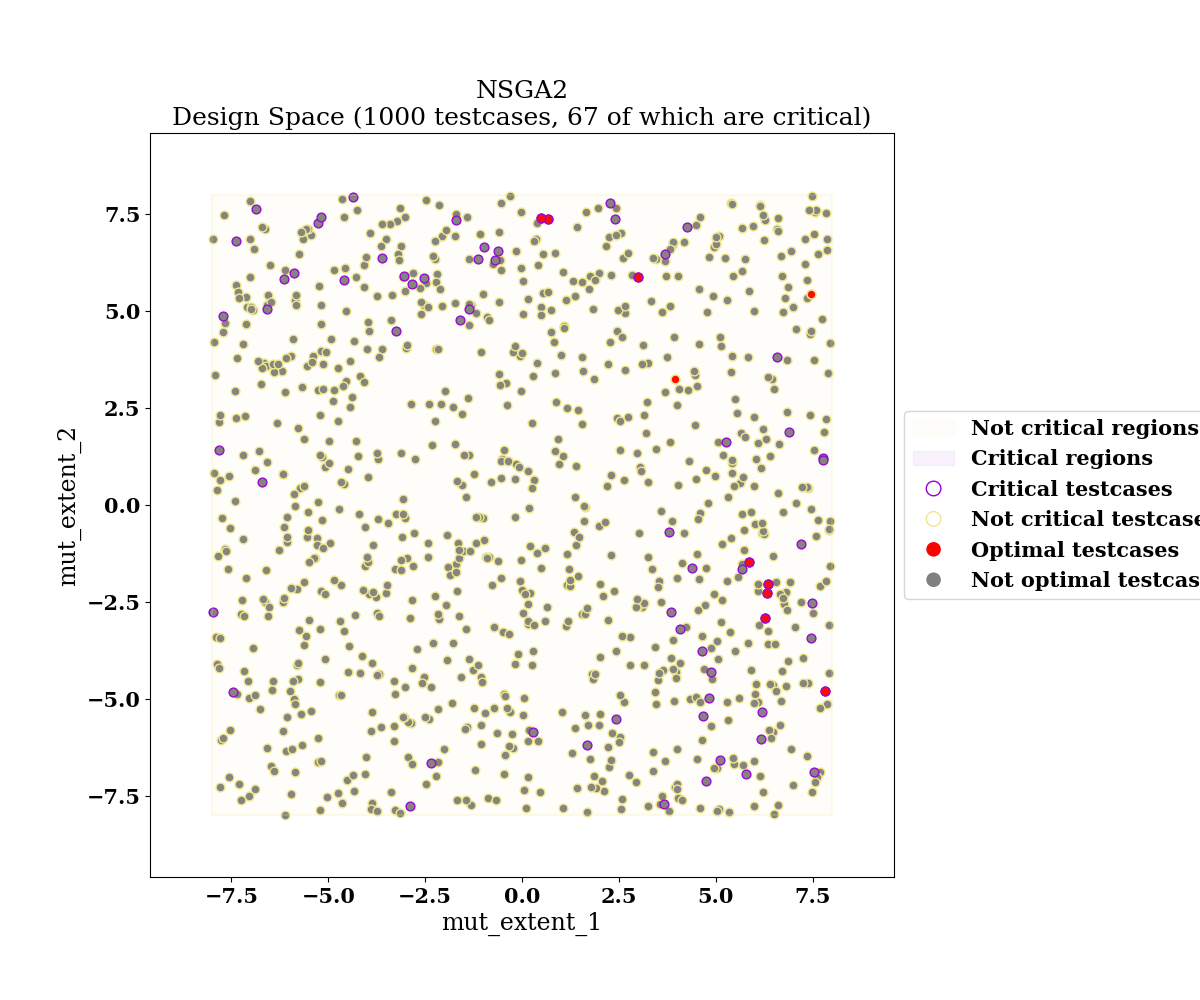 NSGA2
Design Space (1000 testcases, 67 of which are critical)
7.5
5.0
2.5
0.0
−2.5
−5.0
−7.5
mut_extent_2
−7.5 −5.0 −2.5 0.0 2.5 5.0 7.5
mut_extent_1
Not critical regions
Critical regions
Critical testcases
Not critical testcase
Optimal testcases
Not optimal testcas